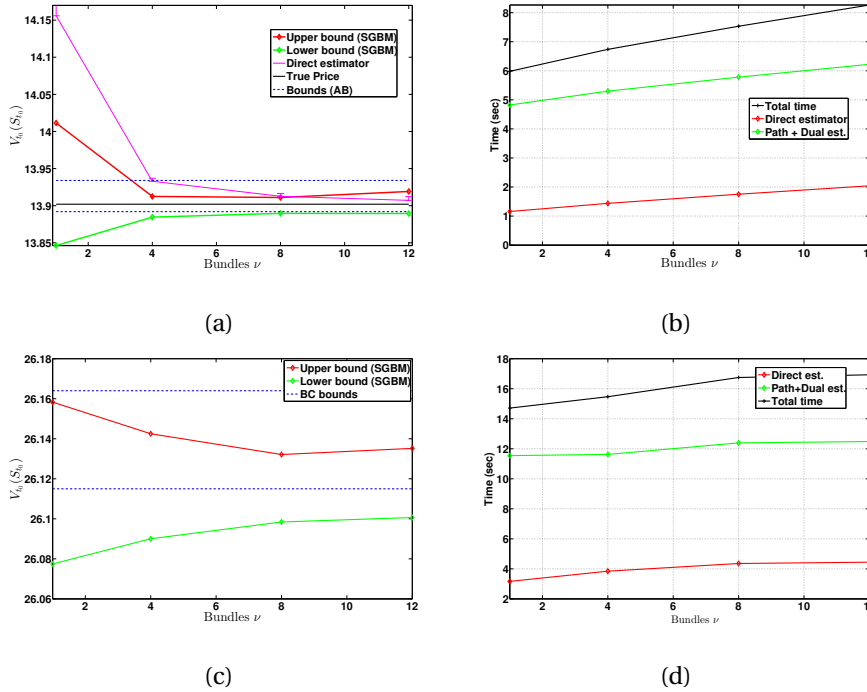 14.15
14.1
14.05
14
13.95
13.9
13.85
V_{t_0}(S_{t_0})
2 4 6 8 10 12
Bundles ν
Upper bound (SGBM)
Lower bound (SGBM)
Direct estimator
True Price
Bounds (AB)
(a)
8
7
6
5
4
3
2
1
0
Time (sec)
2 4 6 8 10
Bundles ν
Total time
Direct estimator
Path + Dual est.
(b)
26.18
26.16
26.14
26.12
26.1
26.08
26.06
V_{t_0}(S_{t_0})
2 4 6 8 10 12
Bundles ν
Upper bound (SGBM)
Lower bound (SGBM)
BC bounds
(c)
18
16
14
12
10
8
6
4
2
Time (sec)
2 4 6 8 10
Bundles ν
Direct est.
Path+Dual est.
Total time
(d)